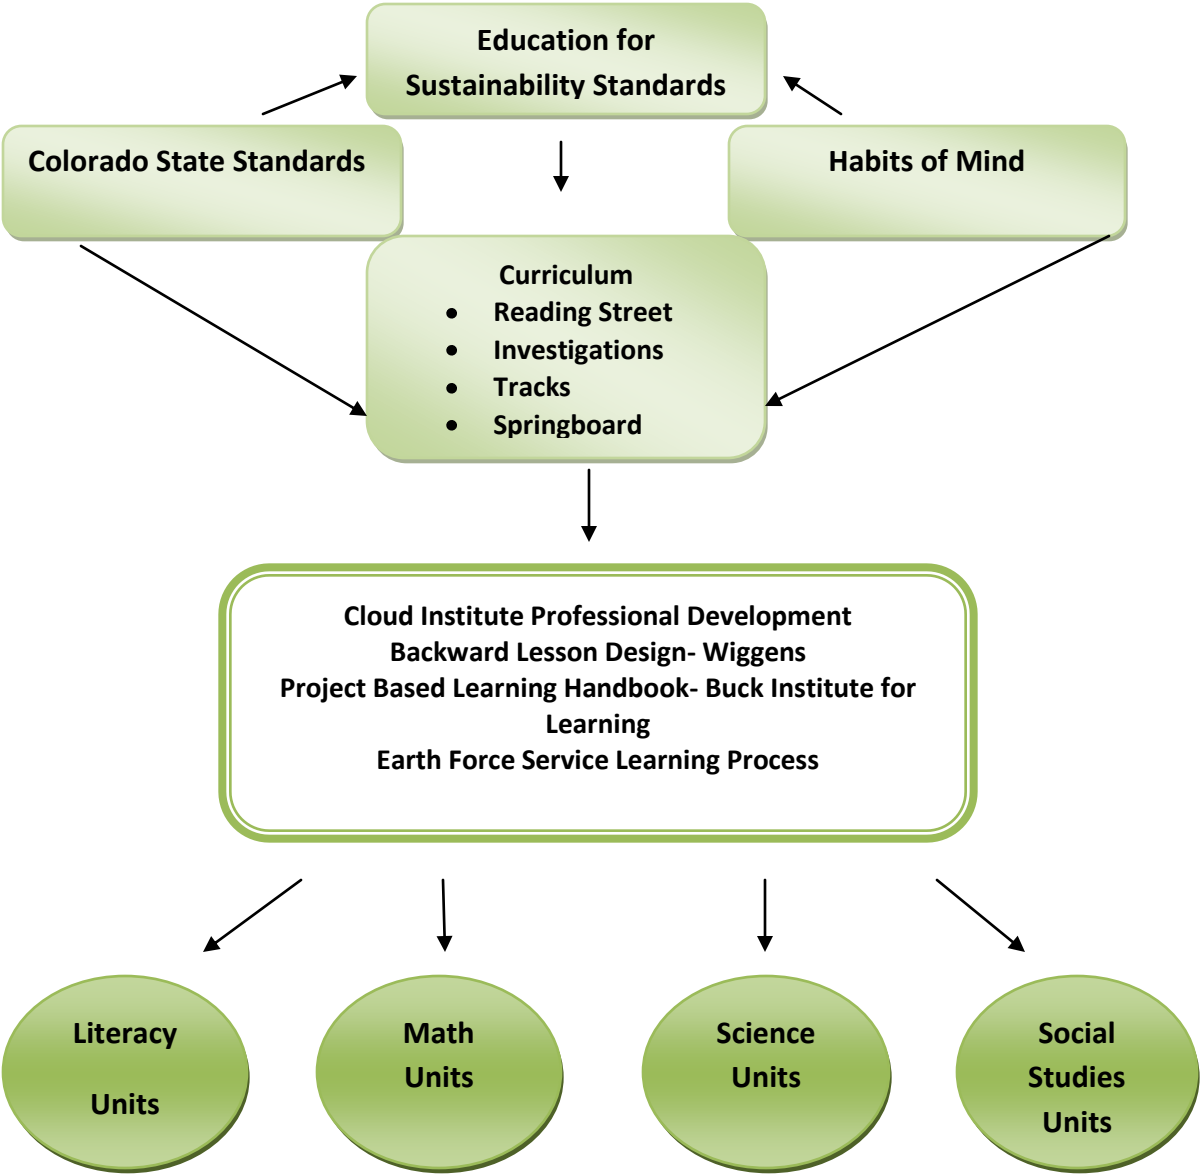 Education for
Sustainability Standards
Colorado State Standards
Habits of Mind
Curriculum
• Reading Street
• Investigations
• Tracks
• Springboard
Cloud Institute Professional Development
Backward Lesson Design- Wiggens
Project Based Learning Handbook- Buck Institute for
Learning
Earth Force Service Learning Process
Literacy
Units
Math
Units
Science
Units
Social
Studies
Units